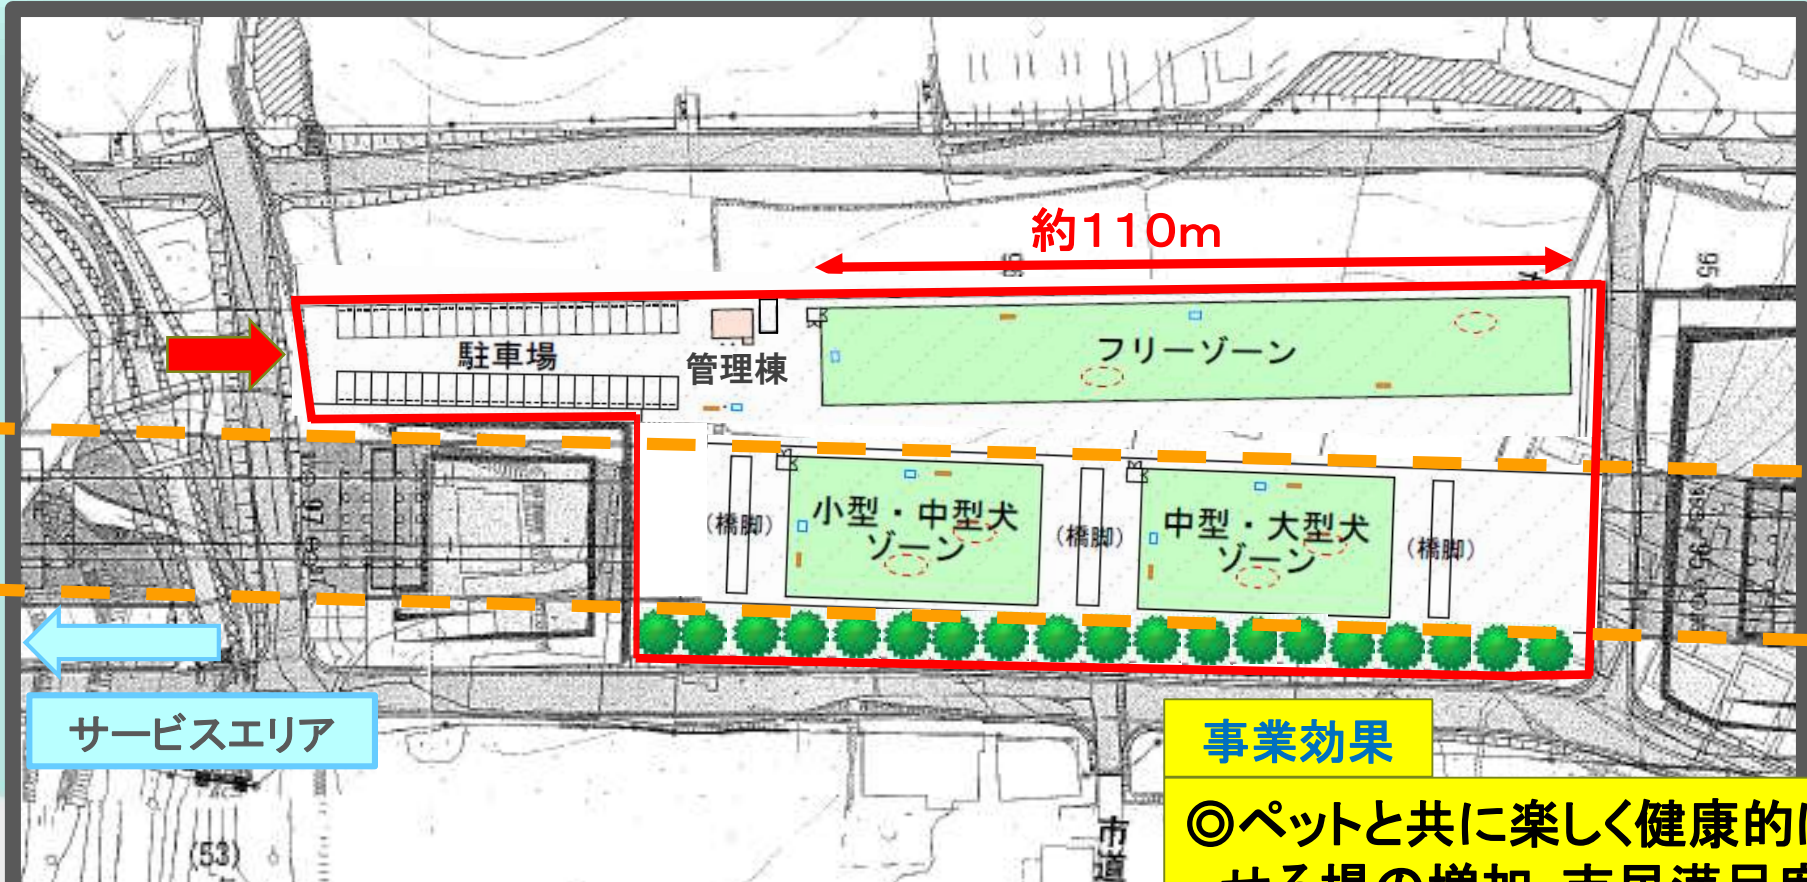 約110m
95
駐車場
管理棟
フリーゾーン
(橋脚)
小型・中型犬
ゾーン
(橋脚)
中型・大型犬
ゾーン
(橋脚)
サービスエリア
事業効果
◎ペットと共に楽しく健康的に
(53)
市道